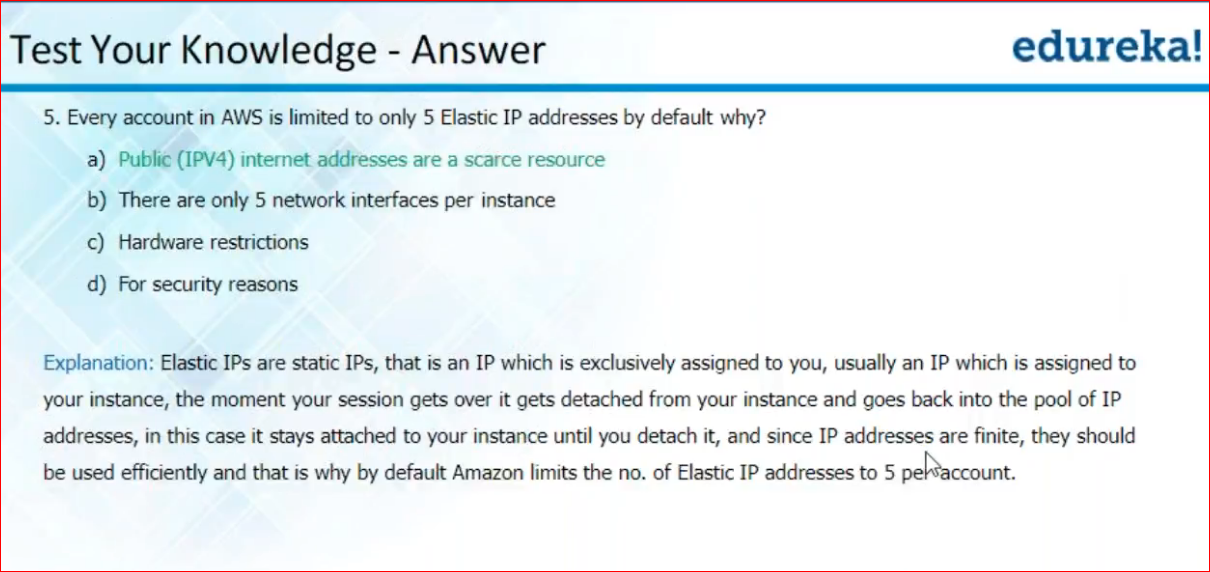 Test Your Knowledge - Answer
edureka!
5. Every account in AWS is limited to only 5 Elastic IP addresses by default why?
a) Public (IPV4) internet addresses are a scarce resource
b) There are only 5 network interfaces per instance
c) Hardware restrictions
d) For security reasons
Explanation: Elastic IPs are static IPs, that is an IP which is exclusively assigned to you, usually an IP which is assigned to
your instance, the moment your session gets over it gets detached from your instance and goes back into the pool of IP
addresses, in this case it stays attached to your instance until you detach it, and since IP addresses are finite, they should
be used efficiently and that is why by default Amazon limits the no. of Elastic IP addresses to 5 per account.